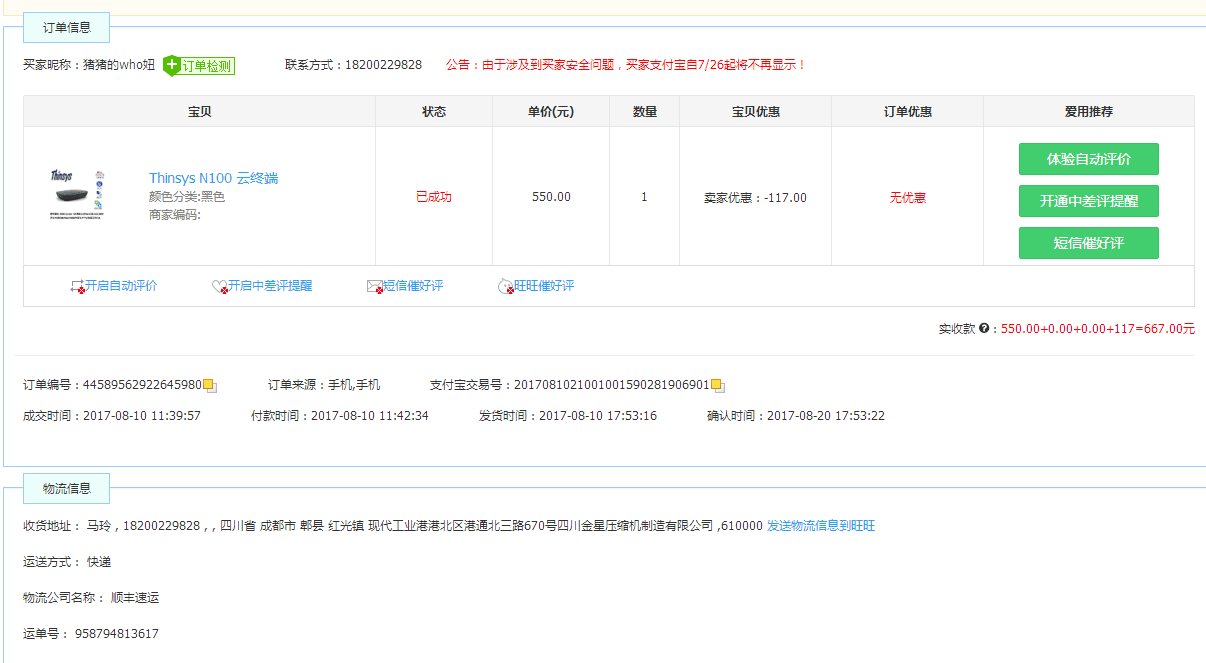 订单信息
买家昵称：猪猪的who妞 订单检测 联系方式：18200229828 公告：由于涉及到买家安全问题，买家支付宝自7/26起将不再显示！
宝贝 状态 单价(元) 数量 宝贝优惠 订单优惠 爱用推荐
Thinsys
Thinsys N100 云终端
颜色分类:黑色
商家编码:
已成功 550.00 1 卖家优惠：-117.00 无优惠
体验自动评价
开通中差评提醒
短信催好评
开启自动评价 开启中差评提醒 短信催好评 旺旺催好评
实收款 ：550.00+0.00+0.00+117=667.00元
订单编号：44589562922645980 订单来源：手机,手机 支付宝交易号：2017081021001001590281906901
成交时间：2017-08-10 11:39:57 付款时间：2017-08-10 11:42:34 发货时间：2017-08-10 17:53:16 确认时间：2017-08-20 17:53:22
物流信息
收货地址： 马玲，18200229828，，四川省 成都市 郫县 红光镇 现代工业港港北区港通北三路670号四川金星压缩机制造有限公司 ,610000 发送物流信息到旺旺
运送方式： 快递
物流公司名称： 顺丰速运
运单号： 958794813617